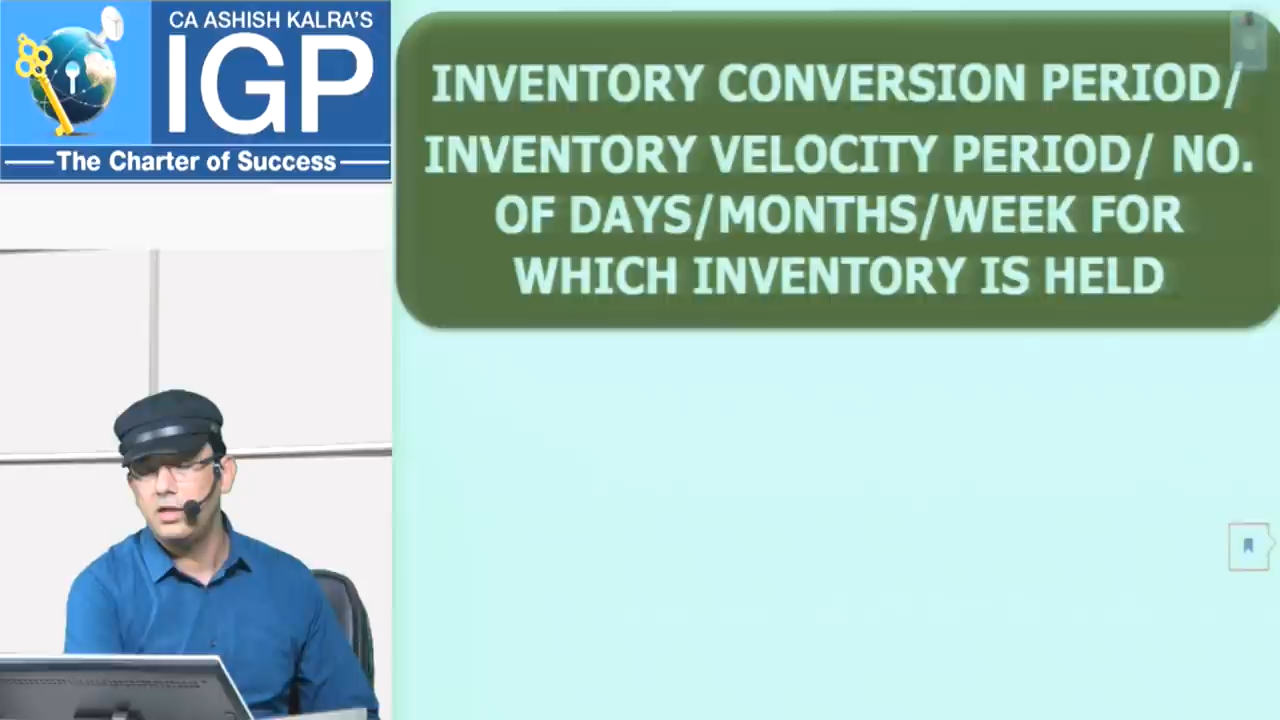 CA ASHISH KALRA'S
IGP
The Charter of Success
INVENTORY CONVERSION PERIOD/
INVENTORY VELOCITY PERIOD/ NO.
OF DAYS/MONTHS/WEEK FOR
WHICH INVENTORY IS HELD